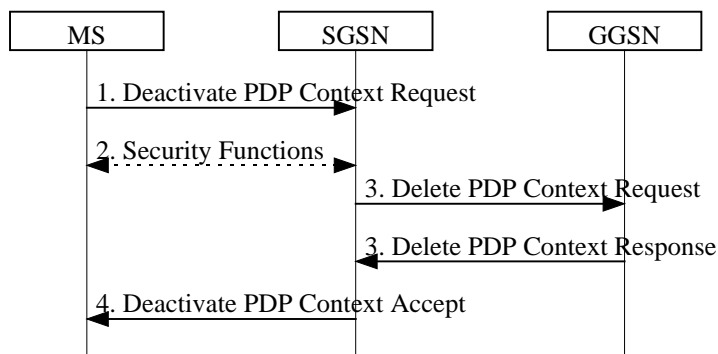 MS
SGSN
GGSN
1. Deactivate PDP Context Request
2. Security Functions
3. Delete PDP Context Request
3. Delete PDP Context Response
4. Deactivate PDP Context Accept